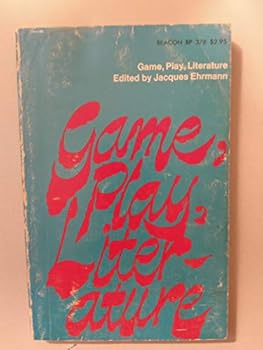 BEACON BP 378 $2.95
Game, Play, Literature
Edited by Jacques Ehrmann
Game,
Play,
Liter-
ature